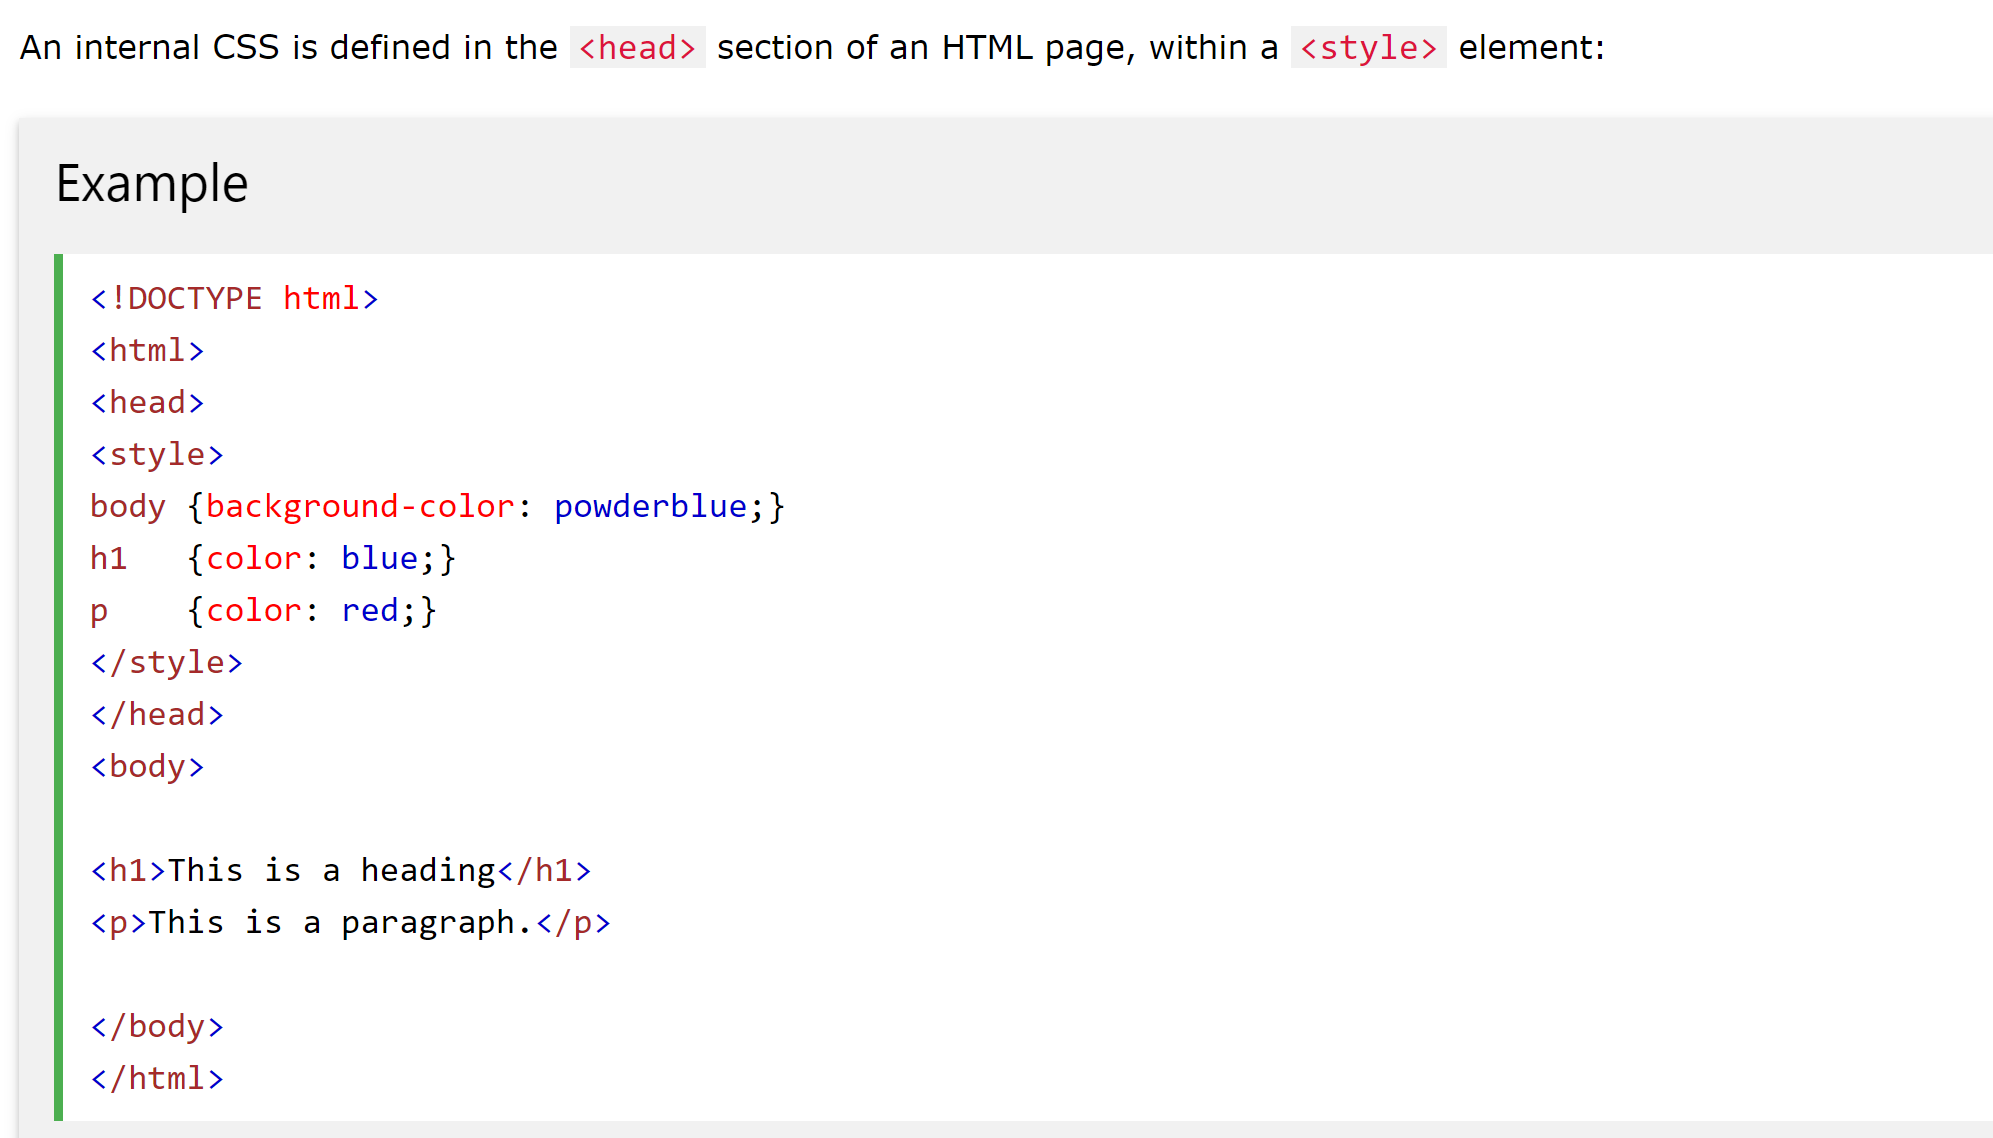 An internal CSS is defined in the <head> section of an HTML page, within a <style> element:
Example
<!DOCTYPE html>
<html>
<head>
<style>
body {background-color: powderblue;}
h1   {color: blue;}
p    {color: red;}
</style>
</head>
<body>
<h1>This is a heading</h1>
<p>This is a paragraph.</p>
</body>
</html>